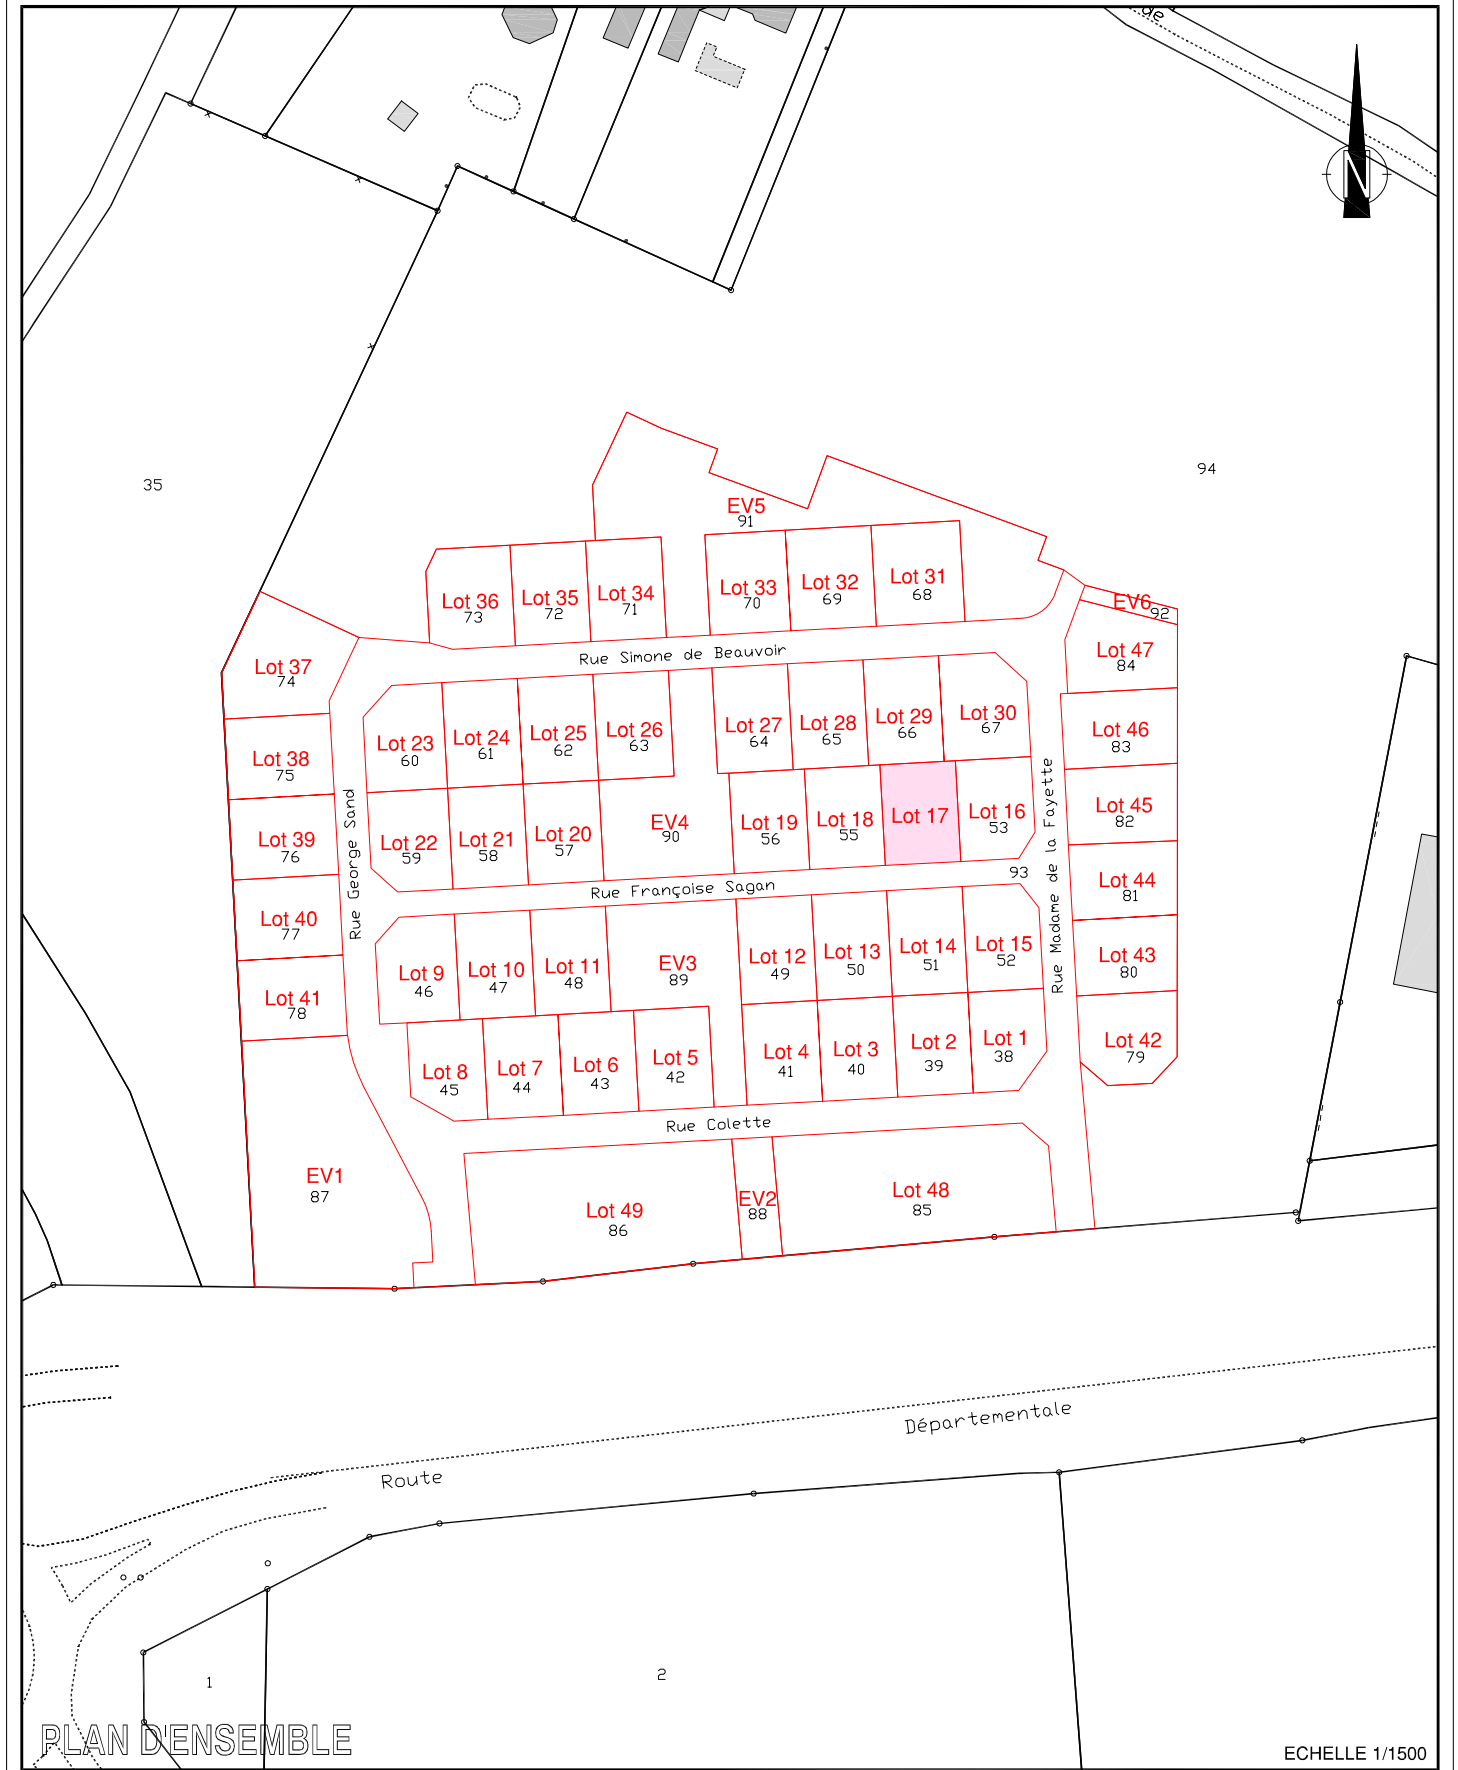 de
N
35
94
EV5
91
Lot 36
73
Lot 35
72
Lot 34
71
Lot 33
70
Lot 32
69
Lot 31
68
EV6
92
Lot 37
74
Rue Simone de Beauvoir
Lot 47
84
Lot 23
60
Lot 24
61
Lot 25
62
Lot 26
63
Lot 27
64
Lot 28
65
Lot 29
66
Lot 30
67
Lot 46
83
Lot 38
75
Rue George Sand
Rue Madame de la Fayette
Lot 22
59
Lot 21
58
Lot 20
57
EV4
90
Lot 19
56
Lot 18
55
Lot 17
Lot 16
53
Lot 45
82
Lot 39
76
Rue Françoise Sagan
93
Lot 44
81
Lot 40
77
Lot 9
46
Lot 10
47
Lot 11
48
EV3
89
Lot 12
49
Lot 13
50
Lot 14
51
Lot 15
52
Lot 43
80
Lot 41
78
Lot 8
45
Lot 7
44
Lot 6
43
Lot 5
42
Lot 4
41
Lot 3
40
Lot 2
39
Lot 1
38
Lot 42
79
Rue Colette
EV1
87
Lot 49
86
EV2
88
Lot 48
85
Route Départementale
1
2
PLAN D'ENSEMBLE
ECHELLE 1/1500